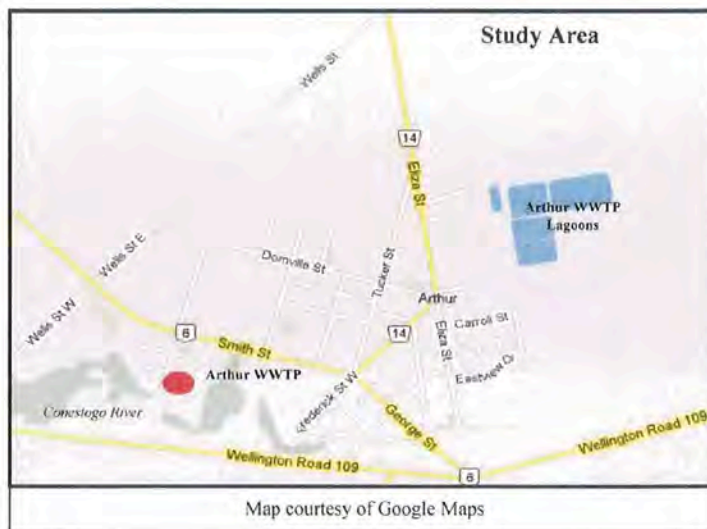 Study Area
Wells St
14
Eliza St
Arthur WWTP
Lagoons
Wells St E
Domville St
Tucker St
Wells St W
Arthur
6
14
Carroll St
Eliza St
Smith St
Arthur WWTP
Eastview Dr
Frederick St W
Conestogo River
George St
Wellington Road 109
Wellington Road 109
6
Map courtesy of Google Maps